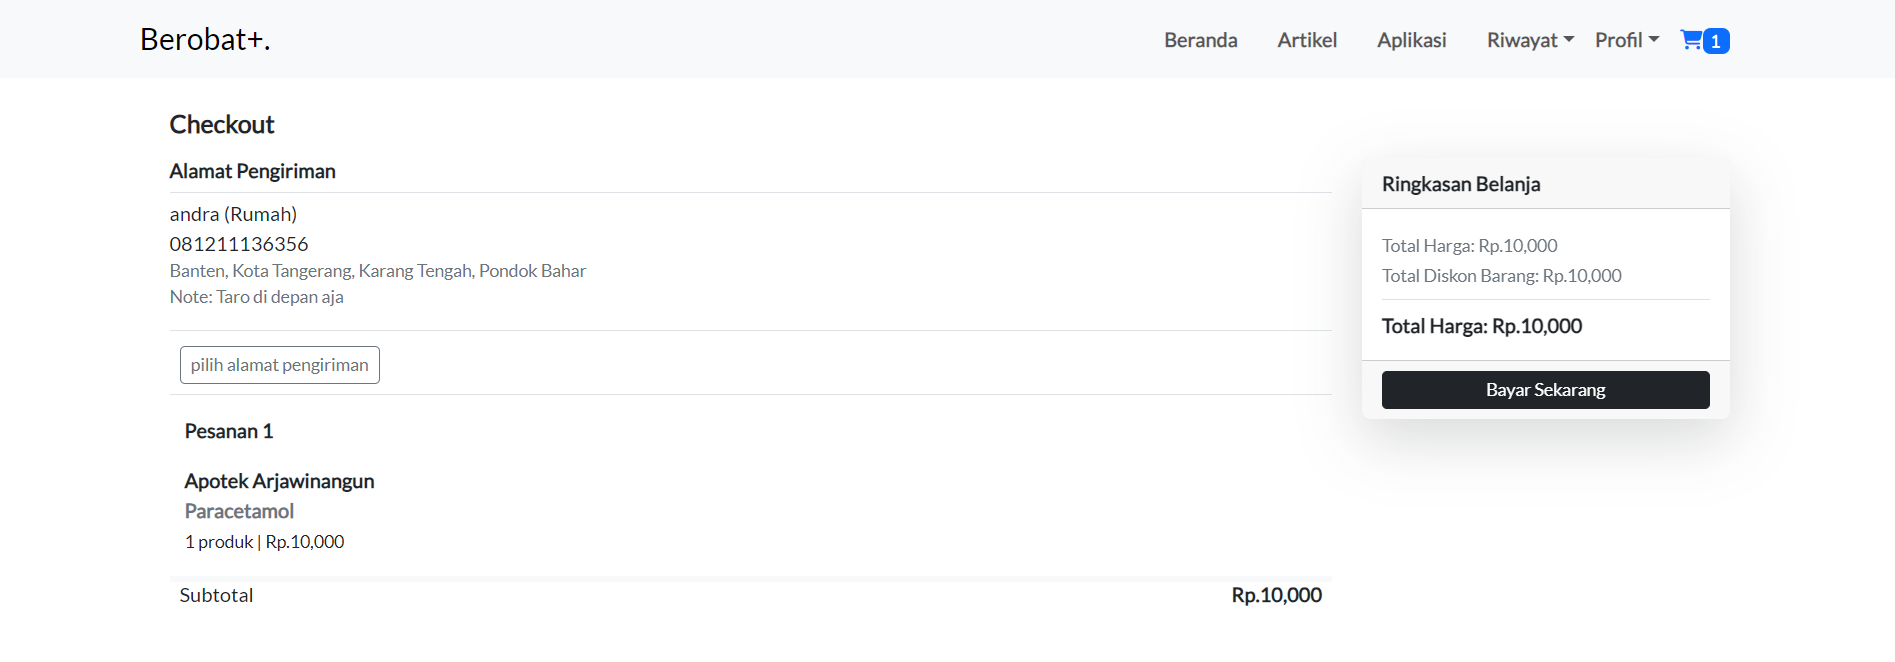 Berobat+.
Beranda Artikel Aplikasi Riwayat Profil 1
Checkout
Alamat Pengiriman
andra (Rumah)
081211136356
Banten, Kota Tangerang, Karang Tengah, Pondok Bahar
Note: Taro di depan aja
pilih alamat pengiriman
Pesanan 1
Apotek Arjawinangun
Paracetamol
1 produk | Rp.10,000
Subtotal Rp.10,000
Ringkasan Belanja
Total Harga: Rp.10,000
Total Diskon Barang: Rp.10,000
Total Harga: Rp.10,000
Bayar Sekarang